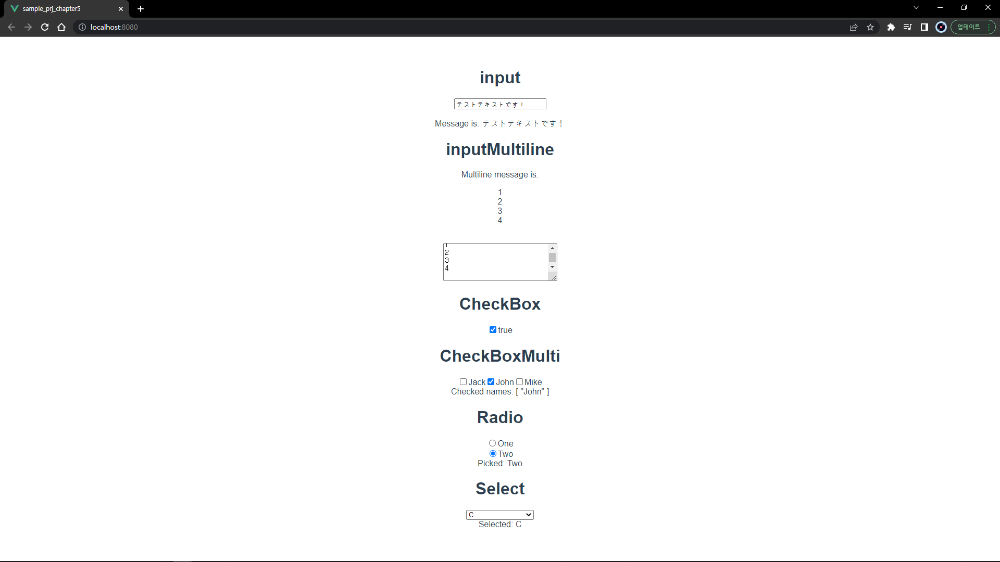 sample_prj_chapter5
localhost:8080
업데이트
input
テストテキストです！
Message is: テストテキストです！
inputMultiline
Multiline message is:
1
2
3
4
1
2
3
4
CheckBox
true
CheckBoxMulti
Jack John Mike
Checked names: [ "John" ]
Radio
One
Two
Picked: Two
Select
C
Selected: C